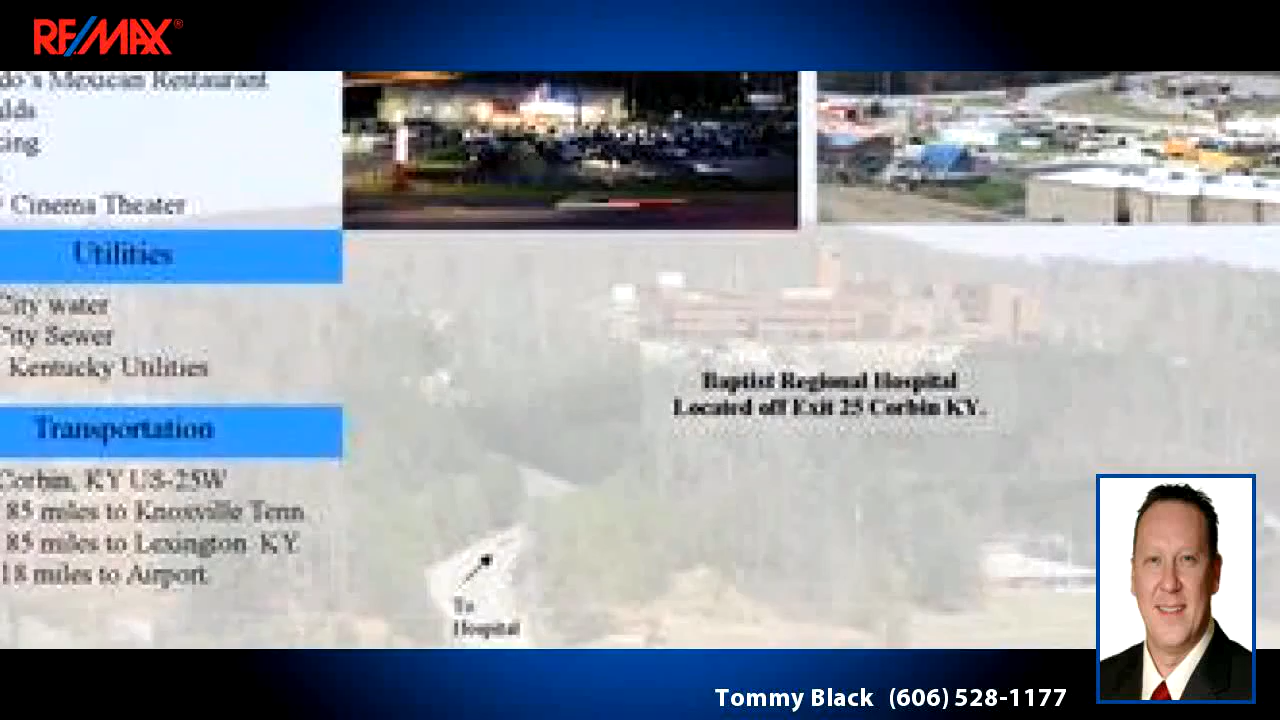 RE/MAX®
do's Mexican Restaurant
alds
cing
Cinema Theater
Utilities
City water
City Sewer
Kentucky Utilities
Transportation
Corbin, KY US-25W
85 miles to Knoxville Tenn
85 miles to Lexington KY
18 miles to Airport
Baptist Regional Hospital
Located off Exit 25 Corbin KY.
To
Hospital
Tommy Black (606) 528-1177